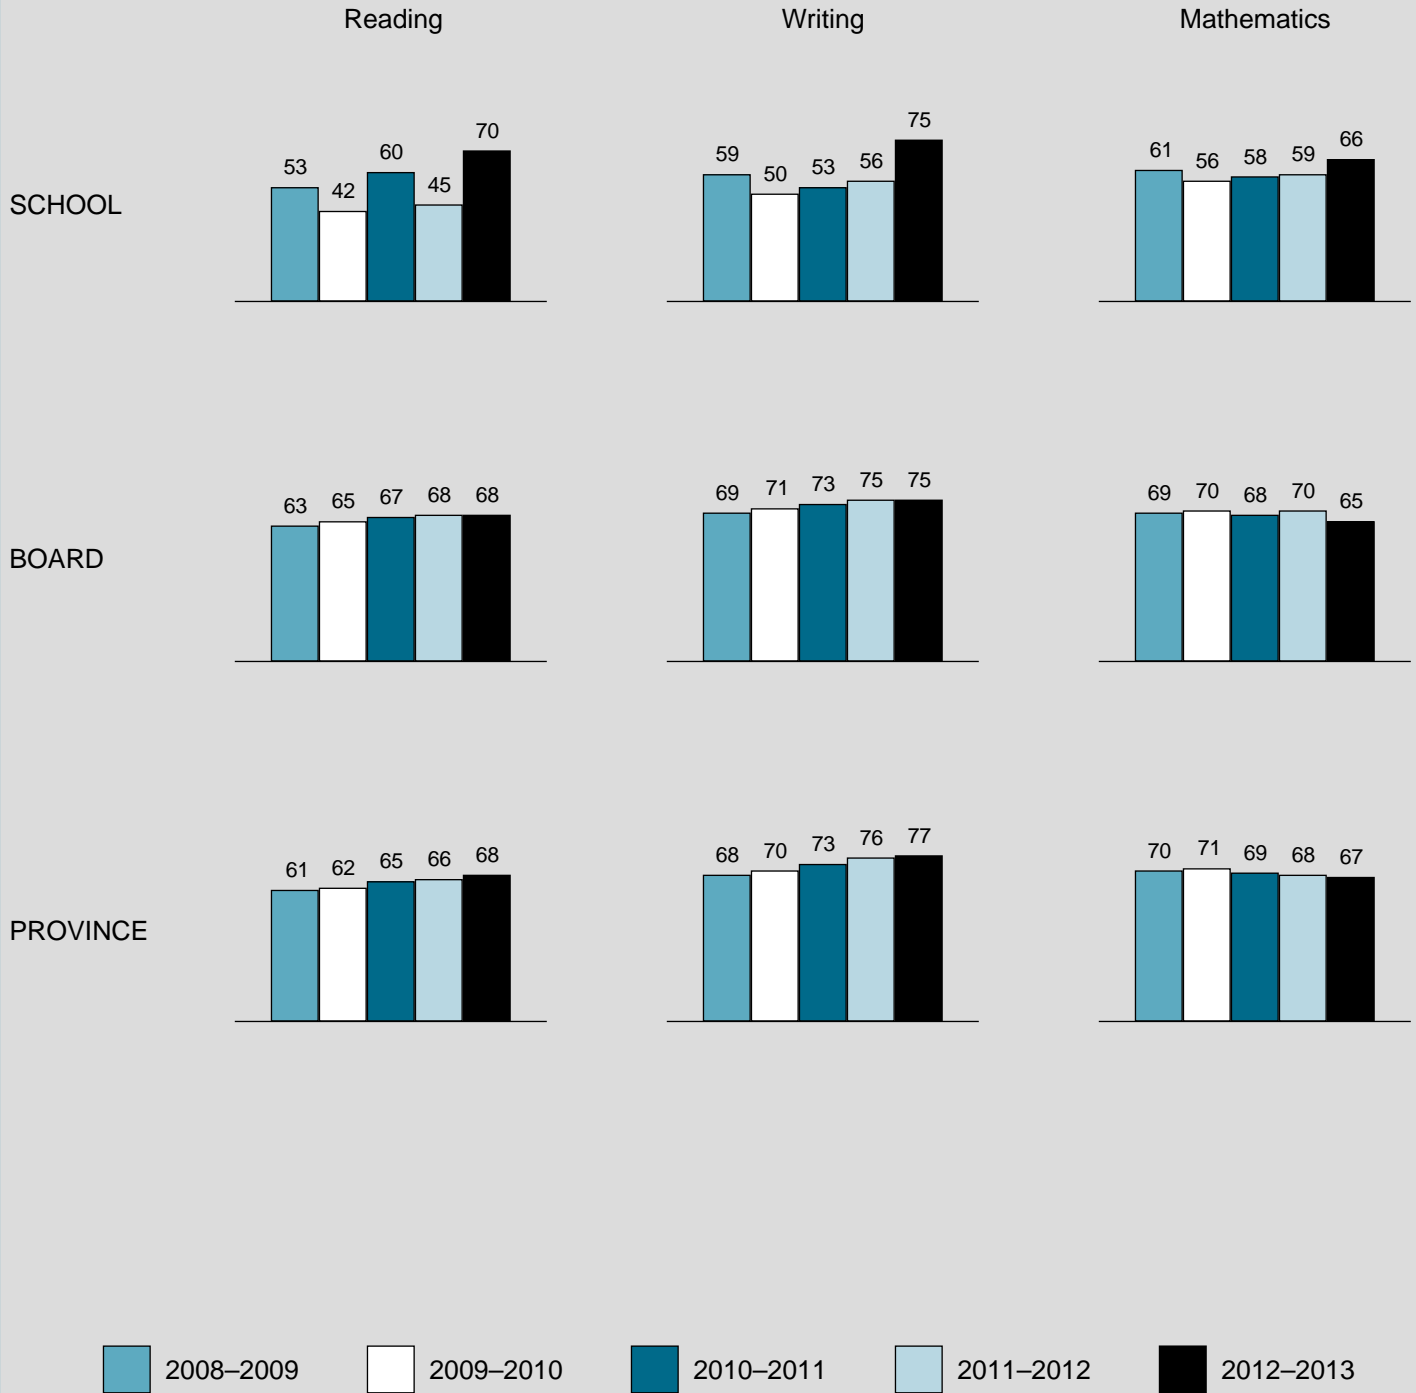 Reading Writing Mathematics
SCHOOL
53 42 60 45 70
59 50 53 56 75
61 56 58 59 66
BOARD
63 65 67 68 68
69 71 73 75 75
69 70 68 70 65
PROVINCE
61 62 65 66 68
68 70 73 76 77
70 71 69 68 67
2008–2009 2009–2010 2010–2011 2011–2012 2012–2013